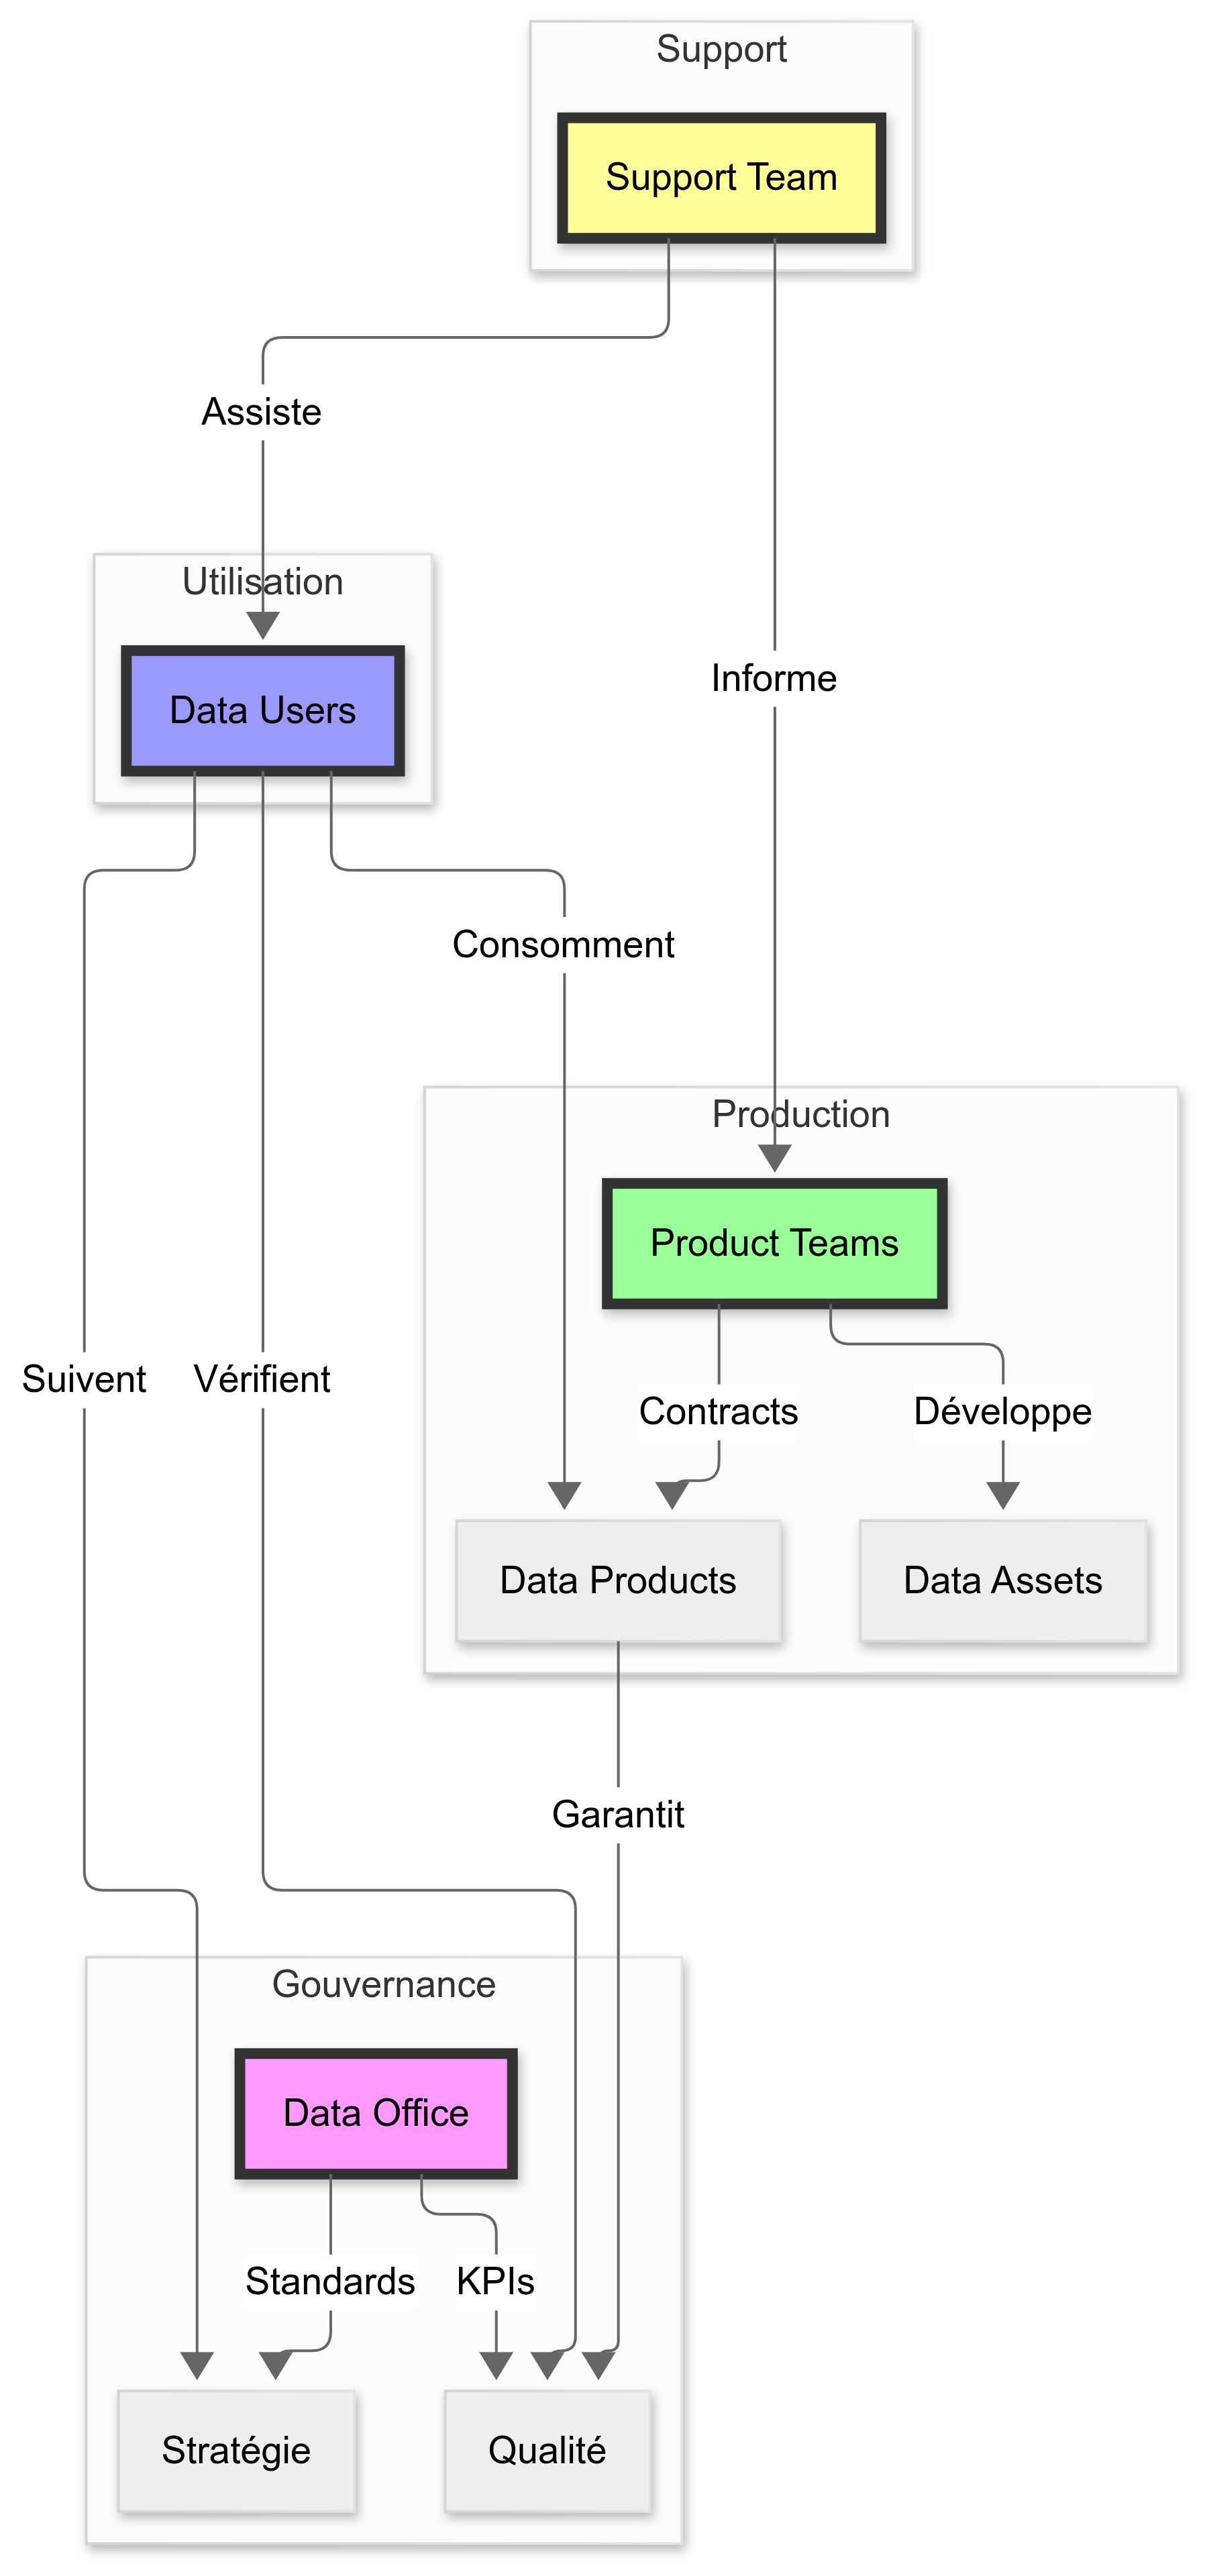 Support
Support Team
Assiste
Utilisation
Data Users
Informe
Consomment
Production
Product Teams
Suivent
Vérifient
Contracts
Développe
Data Products
Data Assets
Garantit
Gouvernance
Data Office
Standards
KPIs
Stratégie
Qualité